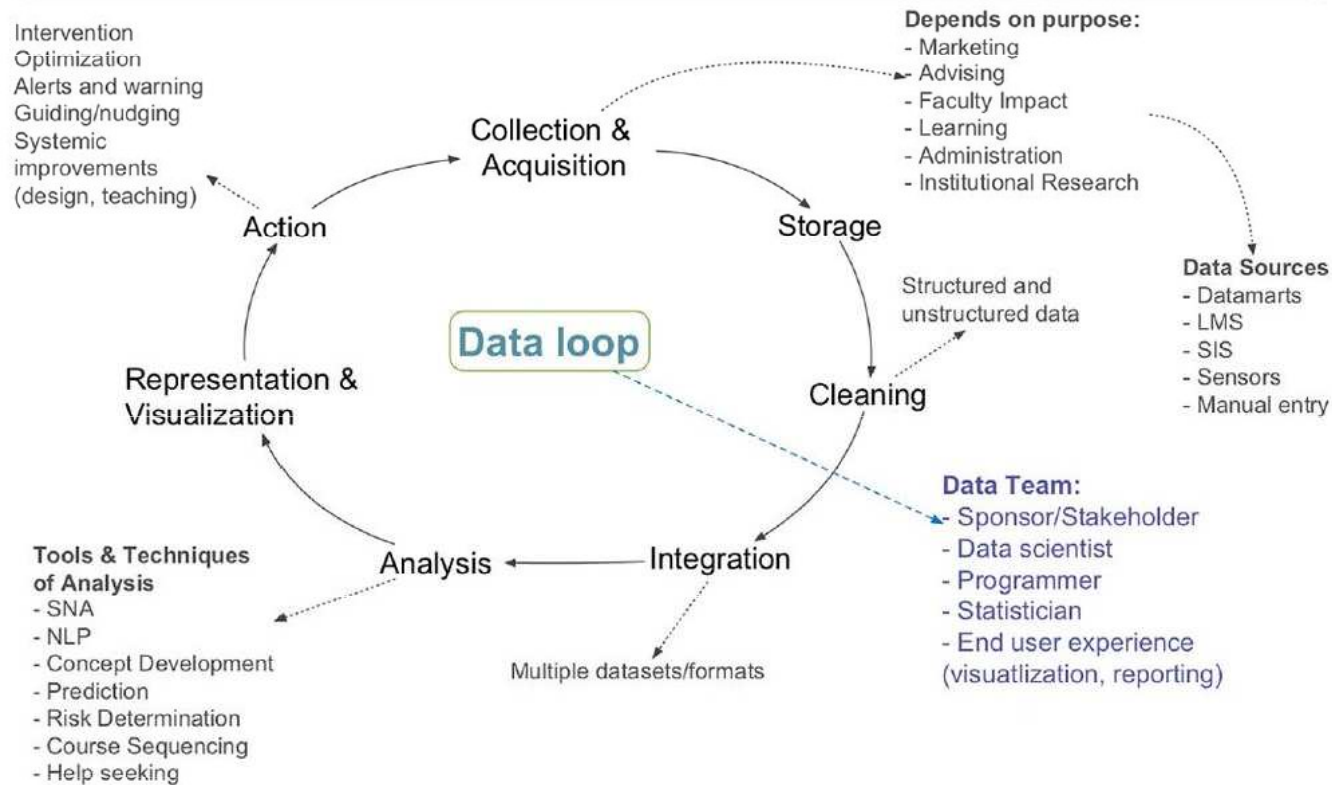 Intervention
Optimization
Alerts and warning
Guiding/nudging
Systemic
improvements
(design, teaching)
Action
Collection &
Acquisition
Depends on purpose:
- Marketing
- Advising
- Faculty Impact
- Learning
- Administration
- Institutional Research
Storage
Data Sources
- Datamarts
- LMS
- SIS
- Sensors
- Manual entry
Structured and
unstructured data
Data loop
Representation &
Visualization
Cleaning
Data Team:
- Sponsor/Stakeholder
- Data scientist
- Programmer
- Statistician
- End user experience
(visuatlization, reporting)
Integration
Analysis
Tools & Techniques
of Analysis
- SNA
- NLP
- Concept Development
- Prediction
- Risk Determination
- Course Sequencing
- Help seeking
Multiple datasets/formats